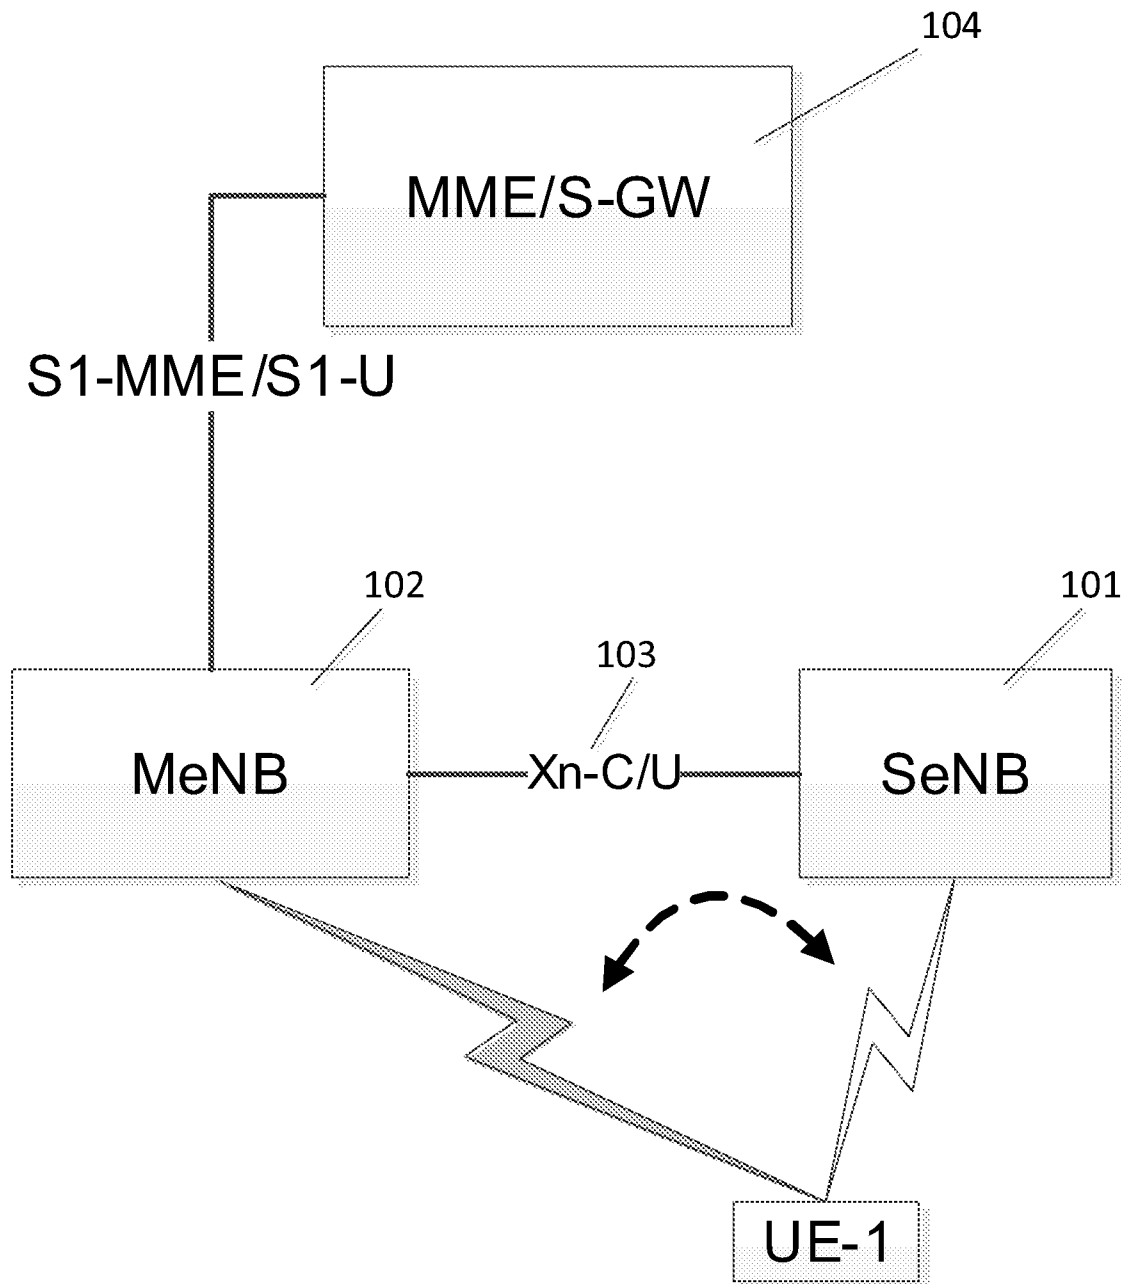 104
MME/S-GW
S1-MME/S1-U
102
101
103
MeNB
Xn-C/U
SeNB
UE-1